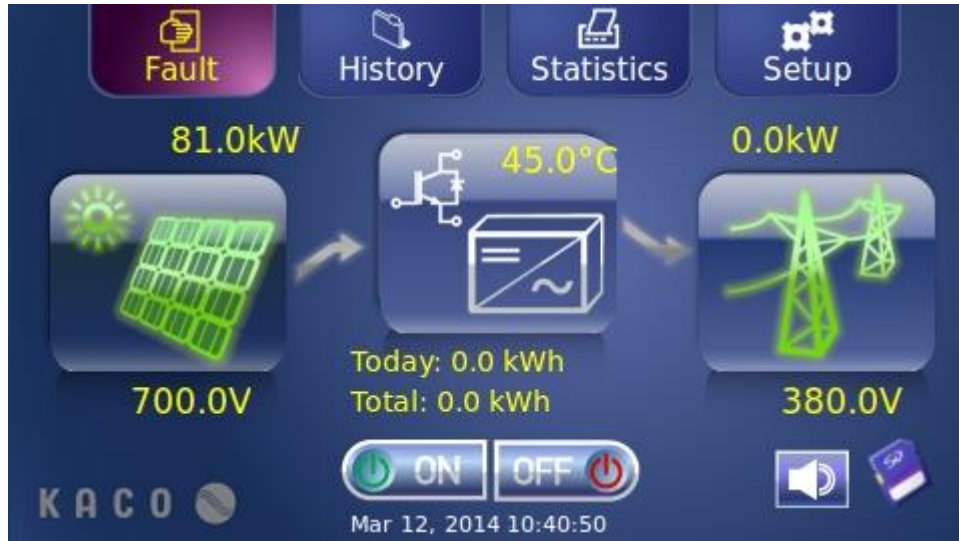 Fault History Statistics Setup
81.0kW 45.0°C 0.0kW
Today: 0.0 kWh
700.0V Total: 0.0 kWh 380.0V
ON OFF
KACO SD
Mar 12, 2014 10:40:50